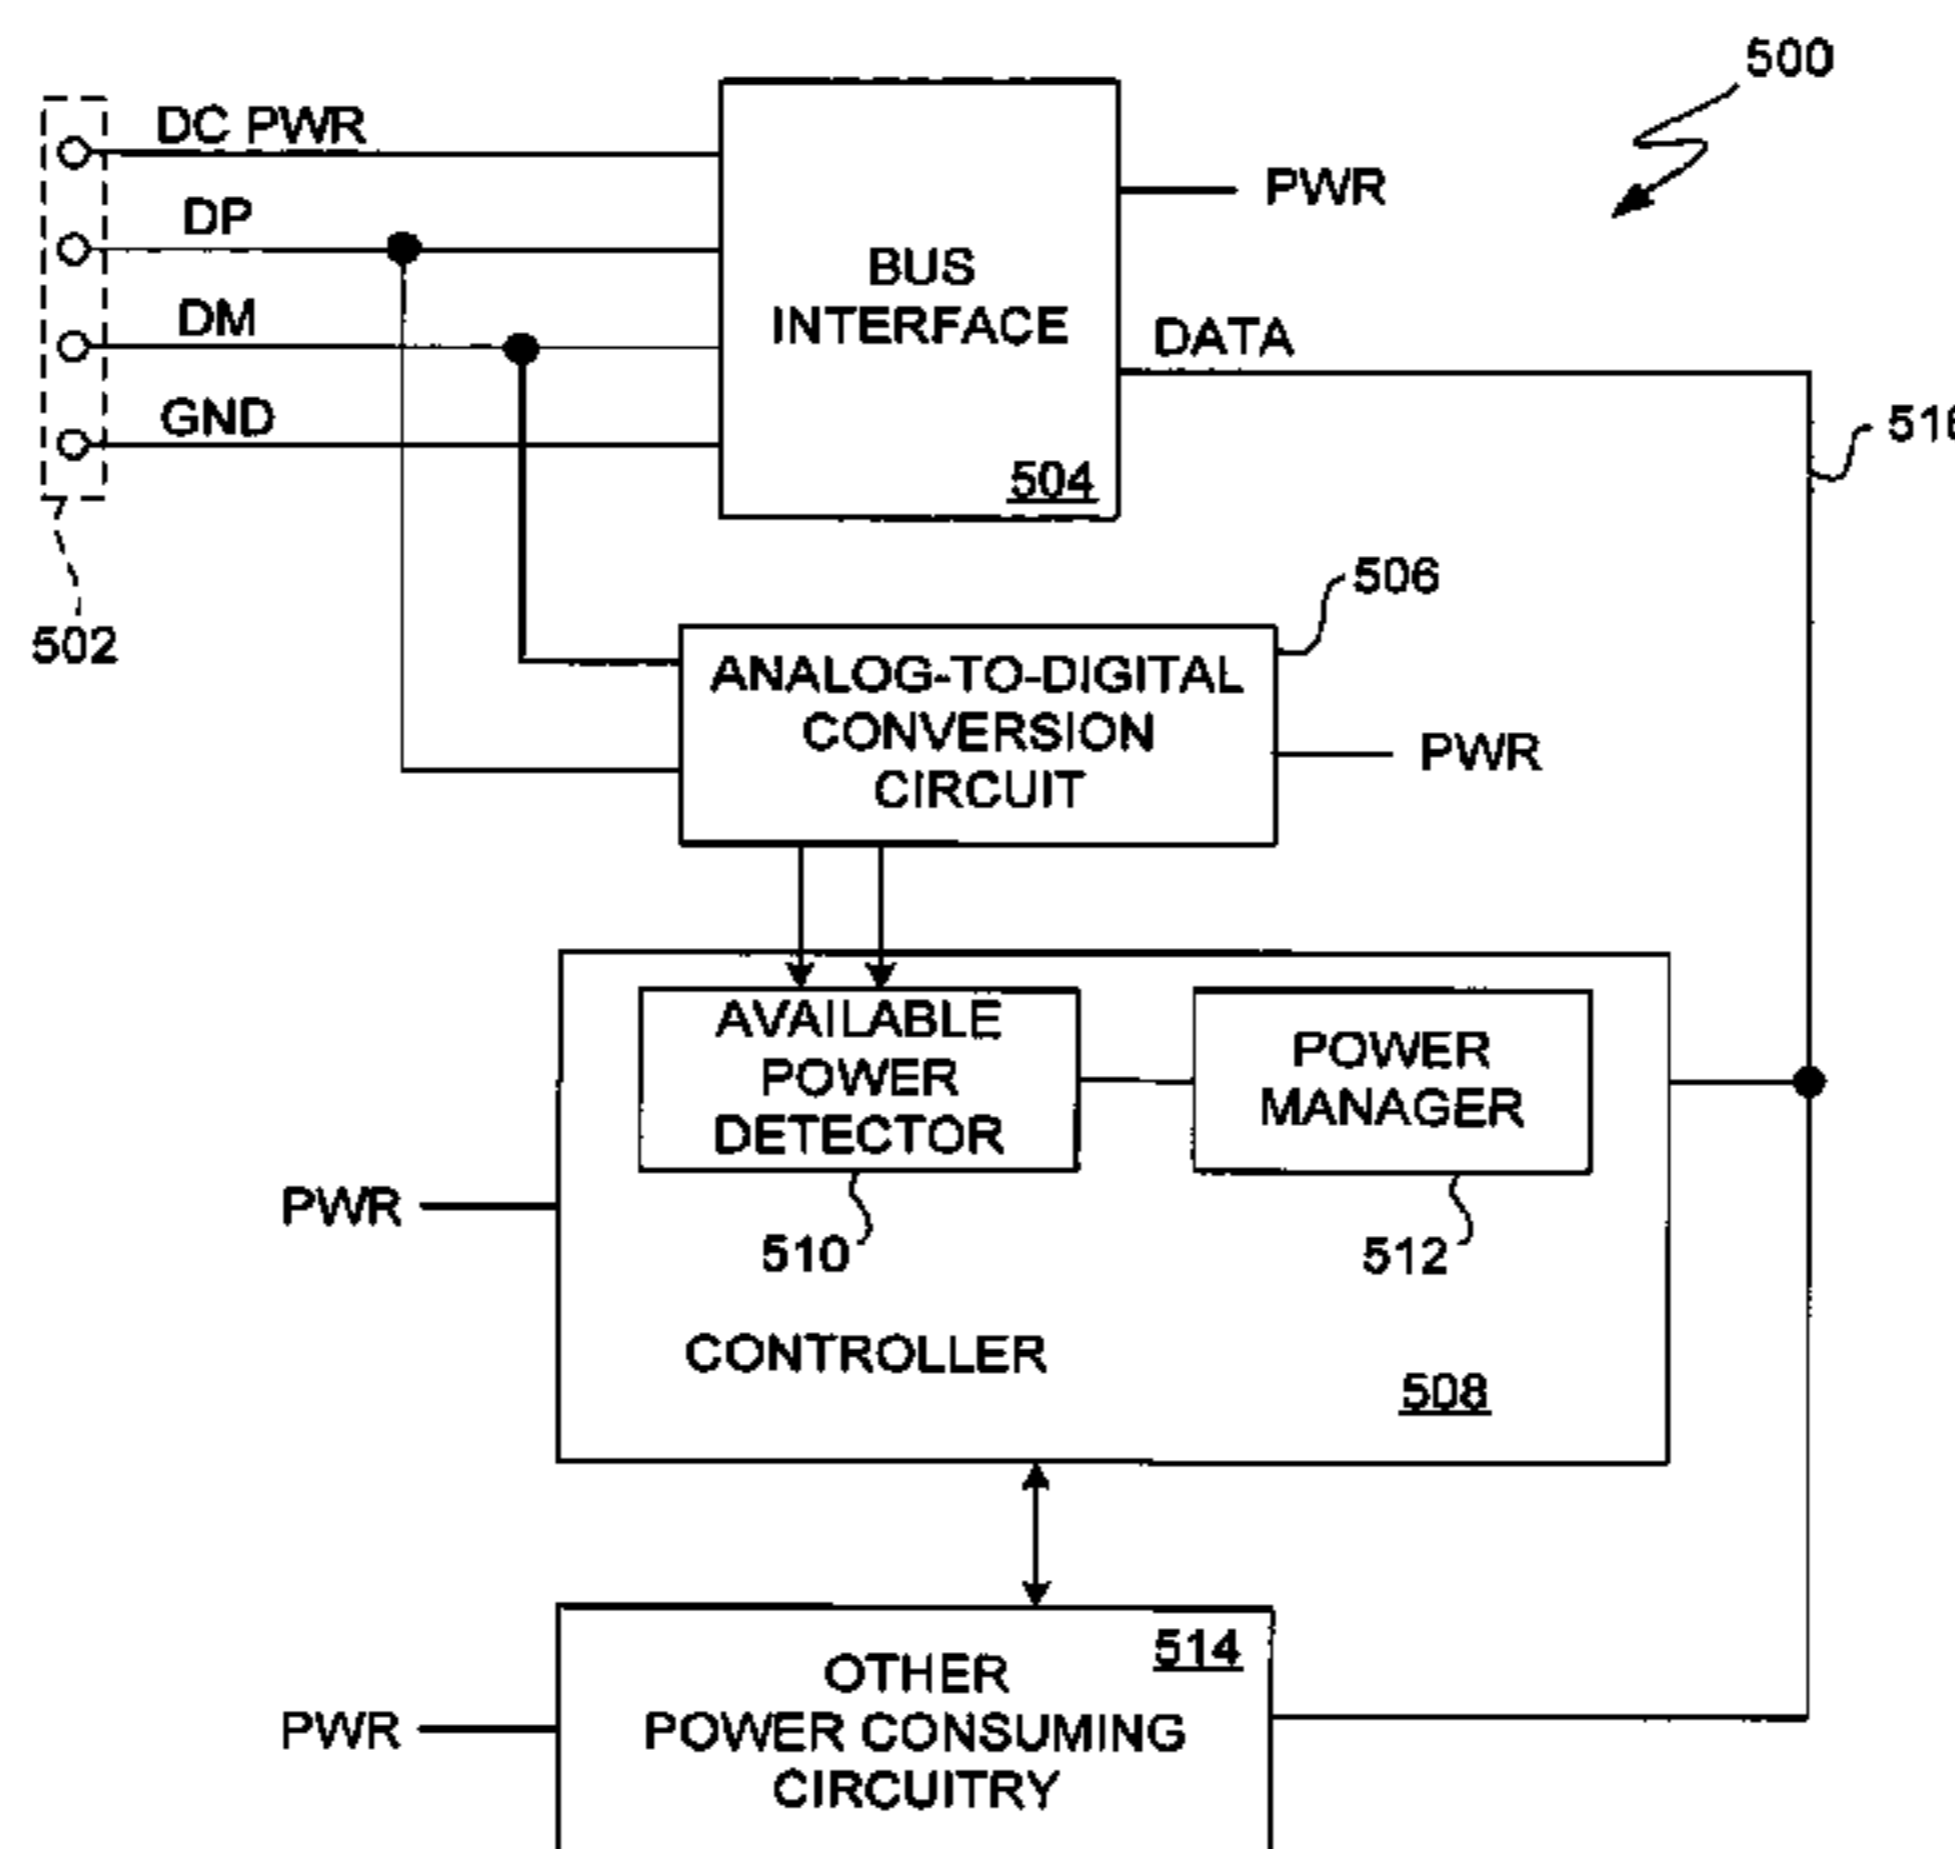 500
DC PWR
DP
DM
GND
502
BUS
INTERFACE
504
PWR
DATA
506
ANALOG-TO-DIGITAL
CONVERSION
CIRCUIT
PWR
AVAILABLE
POWER
DETECTOR
510
POWER
MANAGER
512
PWR
CONTROLLER
508
514
OTHER
POWER CONSUMING
CIRCUITRY
PWR